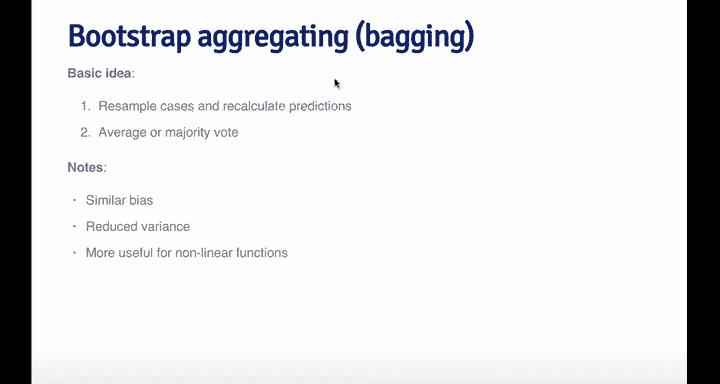 Bootstrap aggregating (bagging)
Basic idea:
1. Resample cases and recalculate predictions
2. Average or majority vote
Notes:
· Similar bias
· Reduced variance
· More useful for non-linear functions